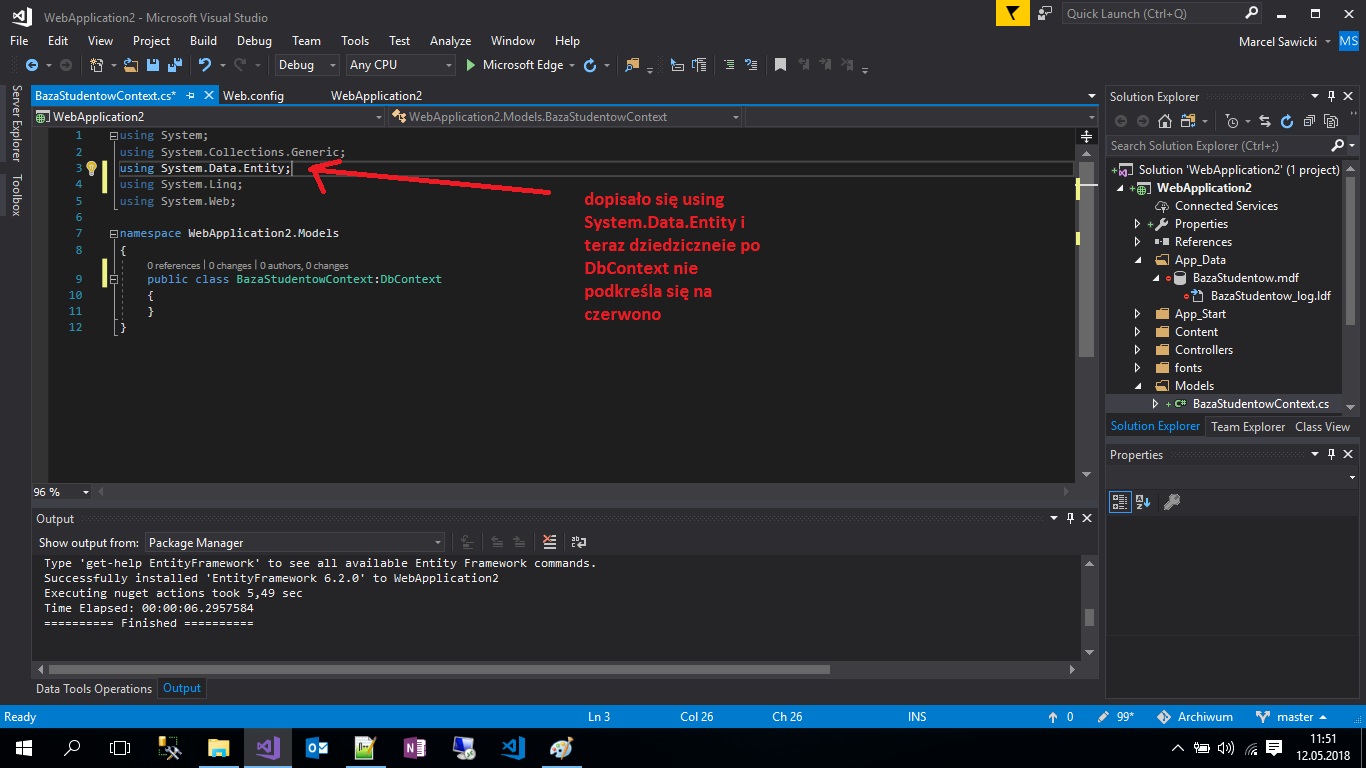 WebApplication2 - Microsoft Visual Studio
Quick Launch (Ctrl+Q)
File Edit View Project Build Debug Team Tools Test Analyze Window Help
Marcel Sawicki MS
Debug Any CPU Microsoft Edge
Server Explorer
Toolbox
BazaStudentowContext.cs* Web.config WebApplication2
WebApplication2 WebApplication2.Models.BazaStudentowContext
1 using System;
2 using System.Collections.Generic;
3 using System.Data.Entity;
4 using System.Linq;
5 using System.Web;
6
7 namespace WebApplication2.Models
8 {
0 references | 0 changes | 0 authors, 0 changes
9 public class BazaStudentowContext:DbContext
10 {
11 }
12 }
dopisało się using
System.Data.Entity i
teraz dziedziczneie po
DbContext nie
podkreśla się na
czerwono
96 %
Solution Explorer
Search Solution Explorer (Ctrl+;)
Solution 'WebApplication2' (1 project)
WebApplication2
Connected Services
Properties
References
App_Data
BazaStudentow.mdf
BazaStudentow_log.ldf
App_Start
Content
Controllers
fonts
Models
C# BazaStudentowContext.cs
Solution Explorer Team Explorer Class View
Properties
Output
Show output from: Package Manager
Type 'get-help EntityFramework' to see all available Entity Framework commands.
Successfully installed 'EntityFramework 6.2.0' to WebApplication2
Executing nuget actions took 5,49 sec
Time Elapsed: 00:00:06.2957584
========== Finished ==========
Data Tools Operations Output
Ready Ln 3 Col 26 Ch 26 INS 0 99* Archiwum master
11:51
12.05.2018